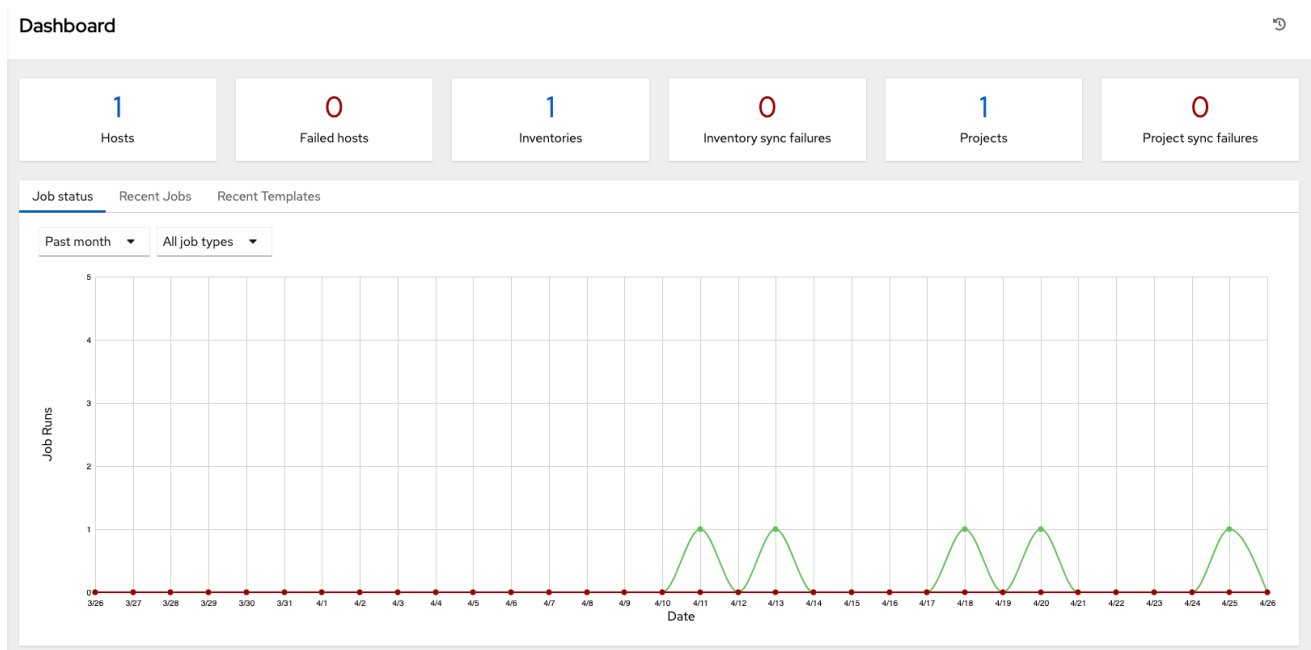 Dashboard
1 0 1 0 1 0
Hosts Failed hosts Inventories Inventory sync failures Projects Project sync failures
Job status Recent Jobs Recent Templates
Past month All job types
5
4
3
Job Runs
2
1
0
3/26 3/27 3/28 3/29 3/30 3/31 4/1 4/2 4/3 4/4 4/5 4/6 4/7 4/8 4/9 4/10 4/11 4/12 4/13 4/14 4/15 4/16 4/17 4/18 4/19 4/20 4/21 4/22 4/23 4/24 4/25 4/26
Date